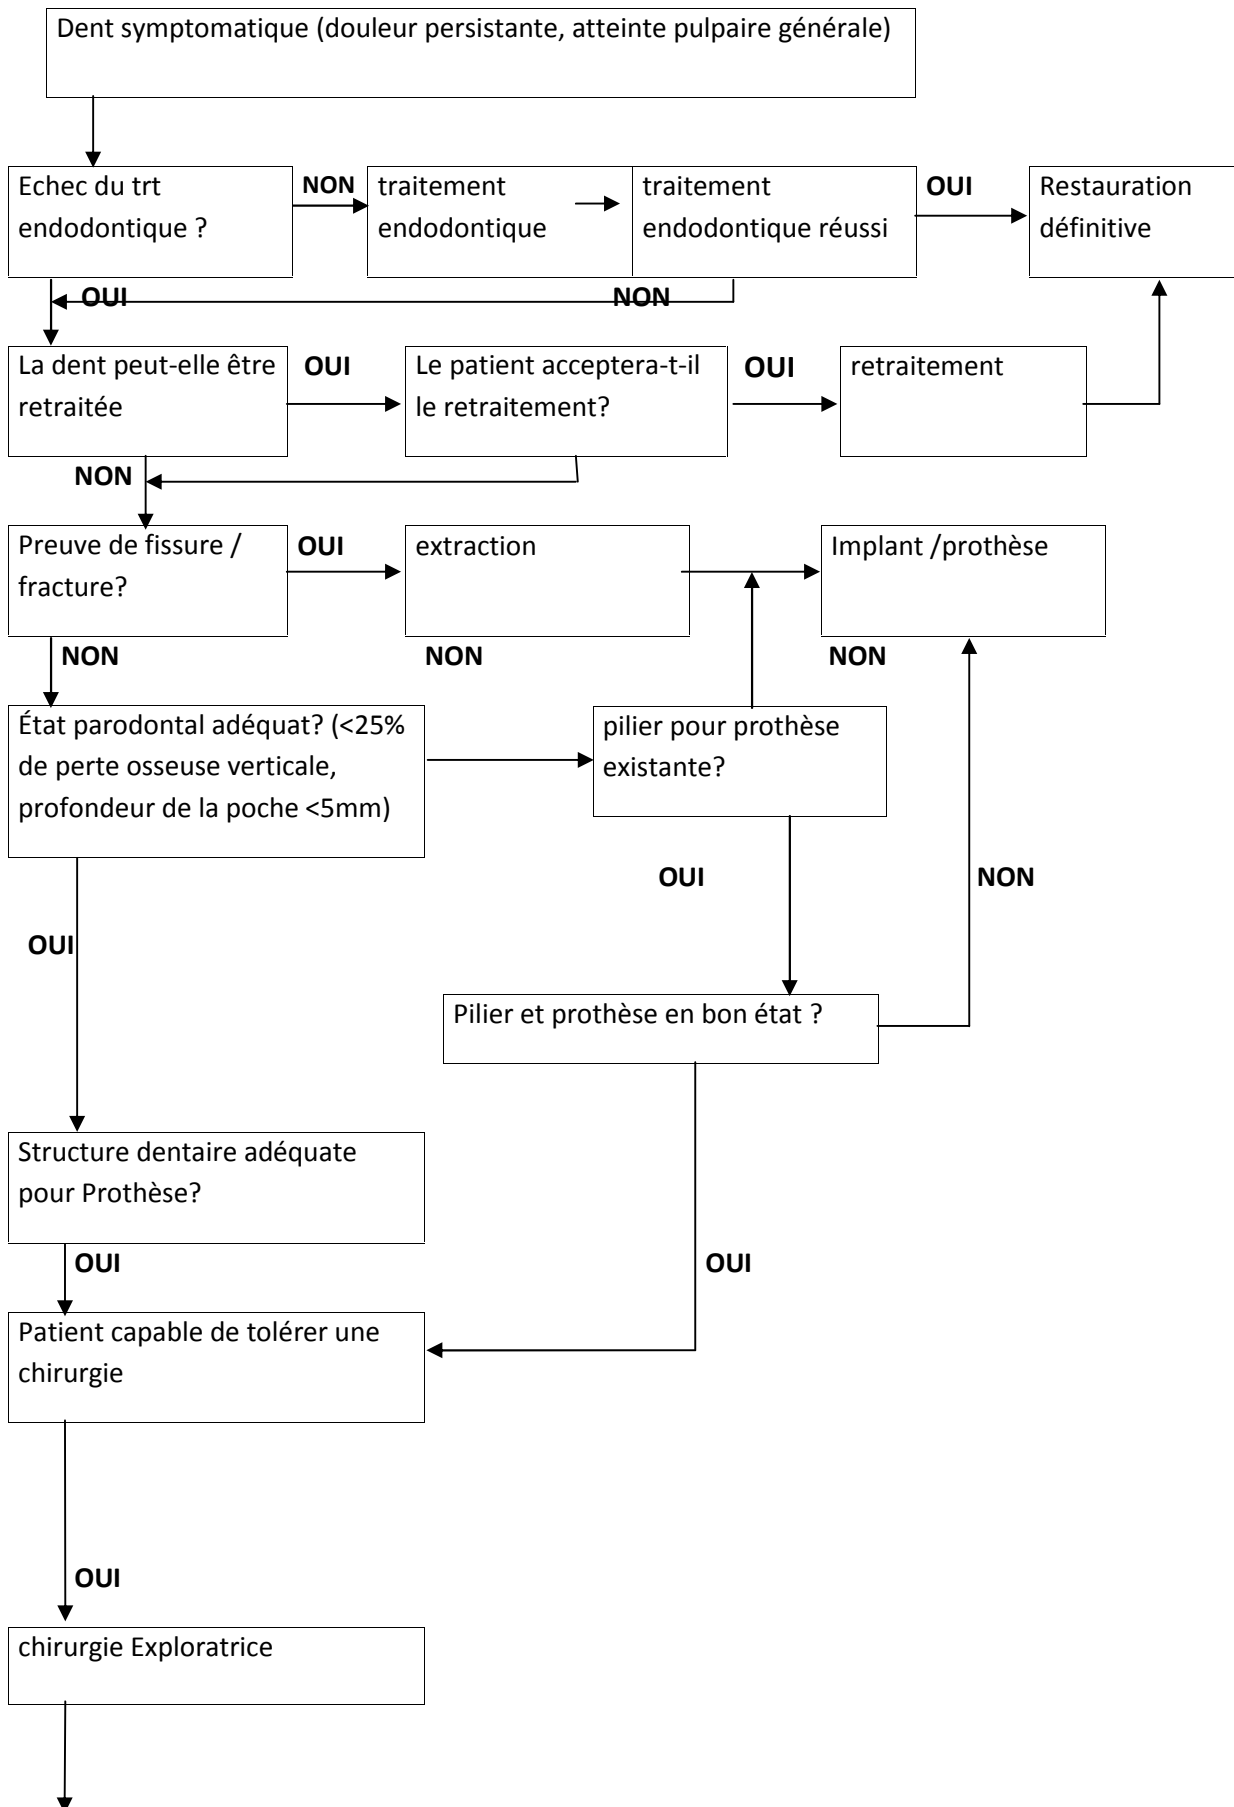 Dent symptomatique (douleur persistante, atteinte pulpaire générale)
Echec du trt
endodontique ?
NON
traitement
endodontique
traitement
endodontique réussi
OUI
Restauration
définitive
OUI
NON
La dent peut-elle être
retraitée
OUI
Le patient acceptera-t-il
le retraitement?
OUI
retraitement
NON
Preuve de fissure /
fracture?
OUI
extraction
Implant /prothèse
NON
NON
NON
État parodontal adéquat? (<25%
de perte osseuse verticale,
profondeur de la poche <5mm)
pilier pour prothèse
existante?
OUI
NON
OUI
Pilier et prothèse en bon état ?
Structure dentaire adéquate
pour Prothèse?
OUI
OUI
Patient capable de tolérer une
chirurgie
OUI
chirurgie Exploratrice